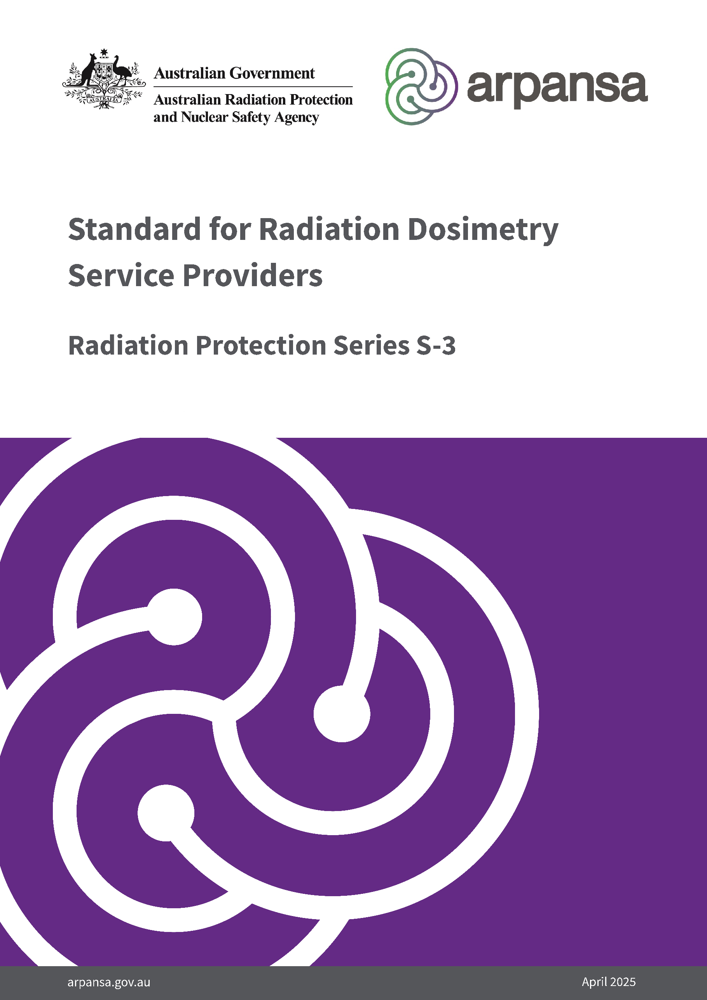 Australian Government
Australian Radiation Protection
and Nuclear Safety Agency
AUSTRALIA
arpansa
Standard for Radiation Dosimetry
Service Providers
Radiation Protection Series S-3
arpansa.gov.au
April 2025